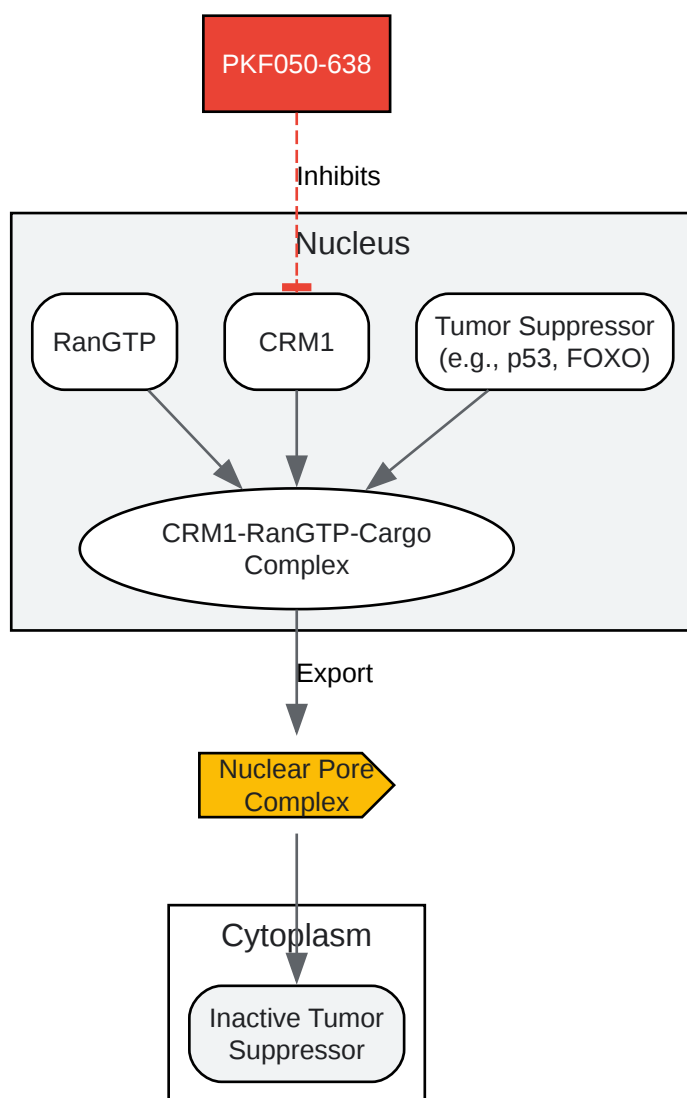 PKF050-638
Inhibits
Nucleus
RanGTP
CRM1
Tumor Suppressor
(e.g., p53, FOXO)
CRM1-RanGTP-Cargo
Complex
Export
Nuclear Pore
Complex
Cytoplasm
Inactive Tumor
Suppressor